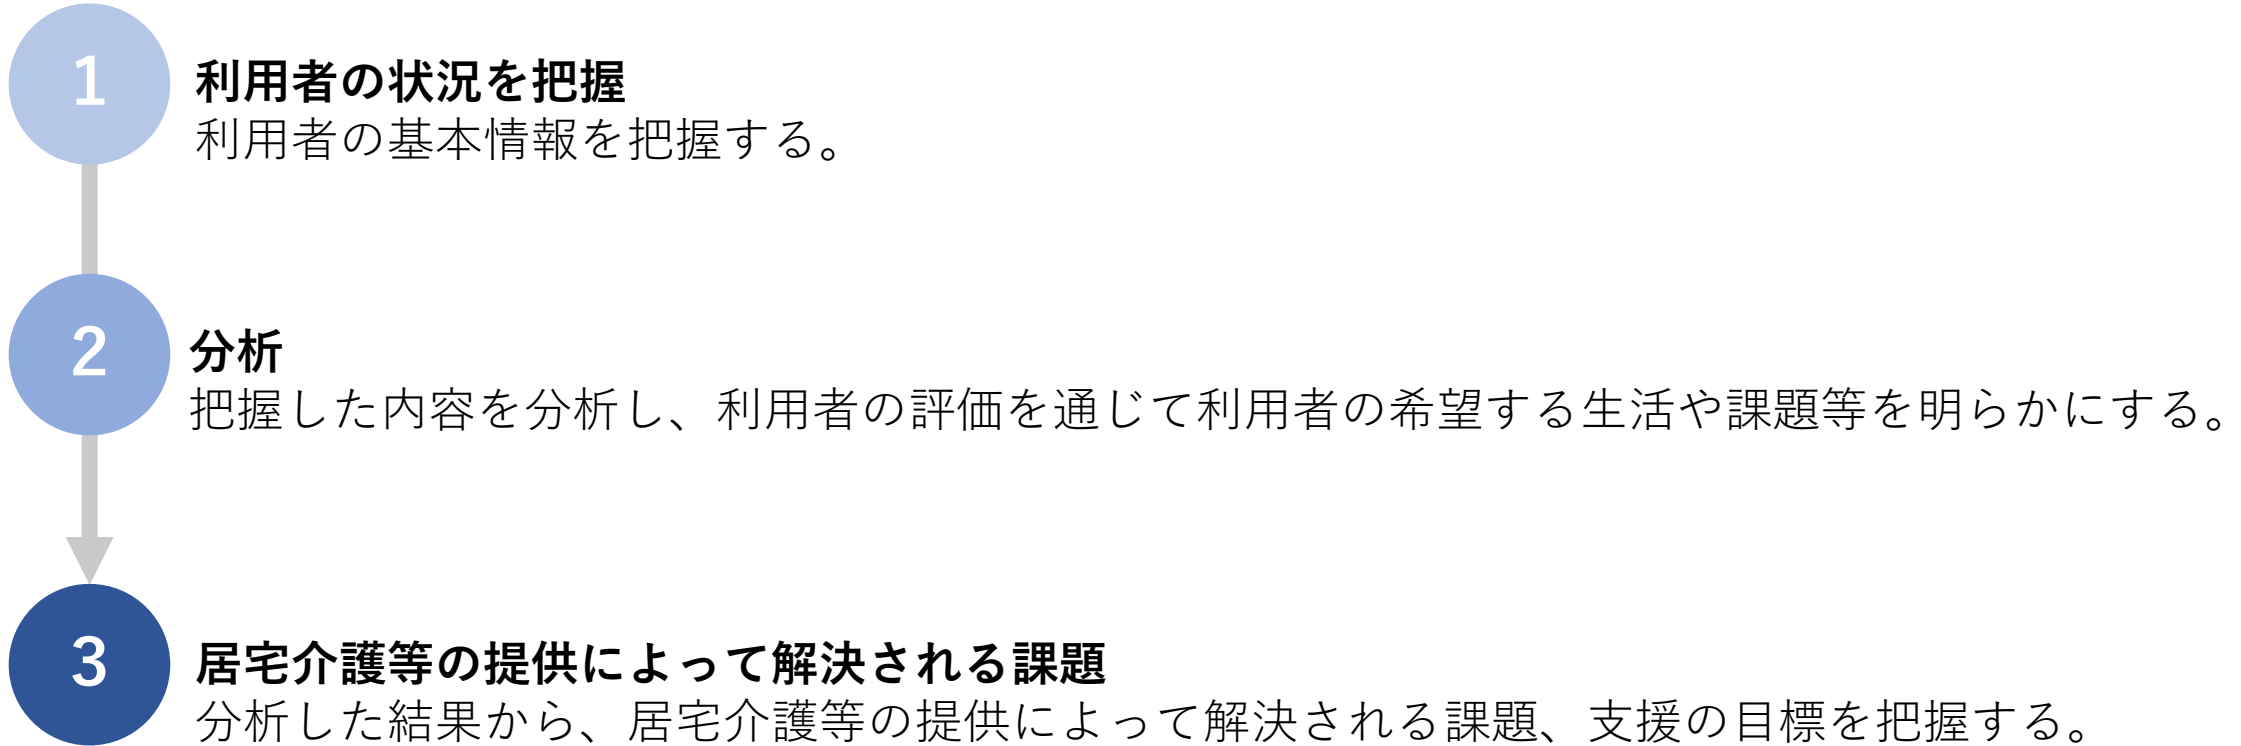 1
利用者の状況を把握
利用者の基本情報を把握する。
2
分析
把握した内容を分析し、利用者の評価を通じて利用者の希望する生活や課題等を明らかにする。
3
居宅介護等の提供によって解決される課題
分析した結果から、居宅介護等の提供によって解決される課題、支援の目標を把握する。